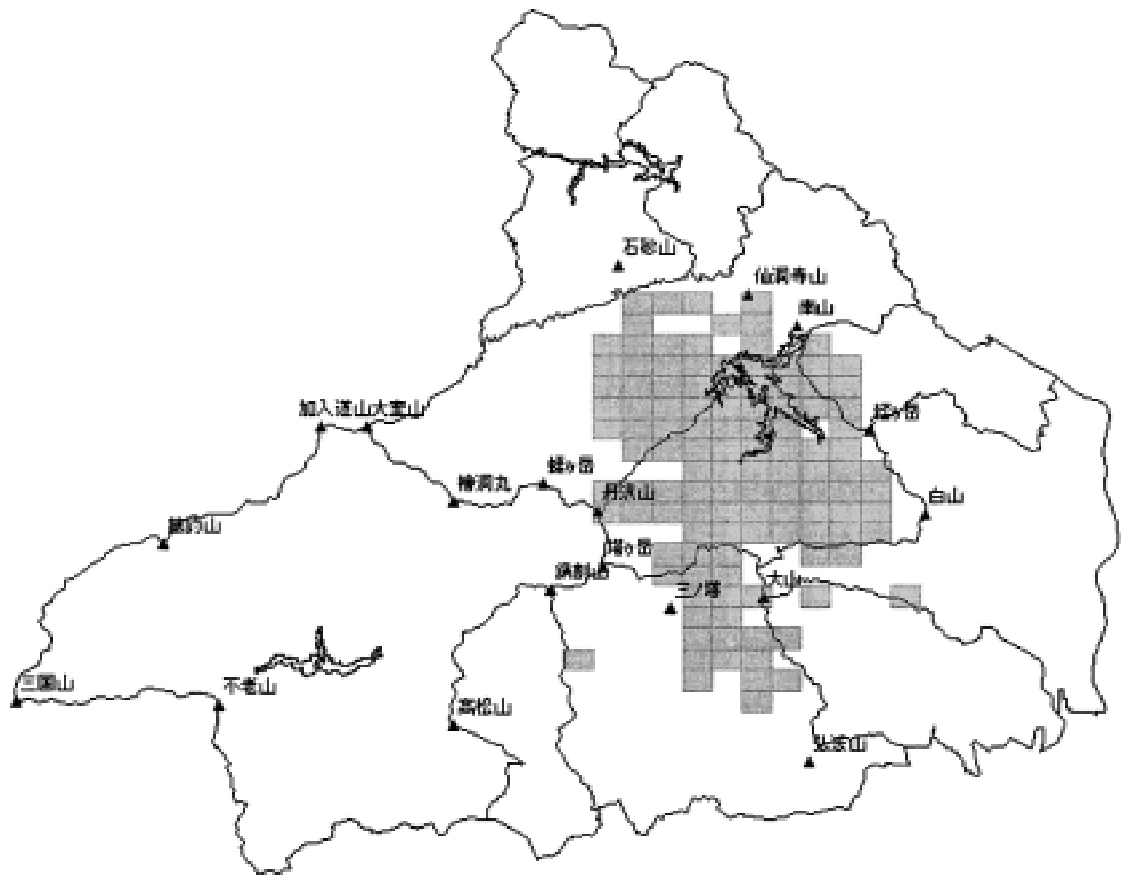 石砂山
仙洞寺山
南山
加入道山大室山
経ヶ岳
蛭ヶ岳
檜洞丸
丹沢山
白山
菰釣山
塔ヶ岳
鍋割山
大山
三ノ塔
三国山
不老山
高松山
弘法山